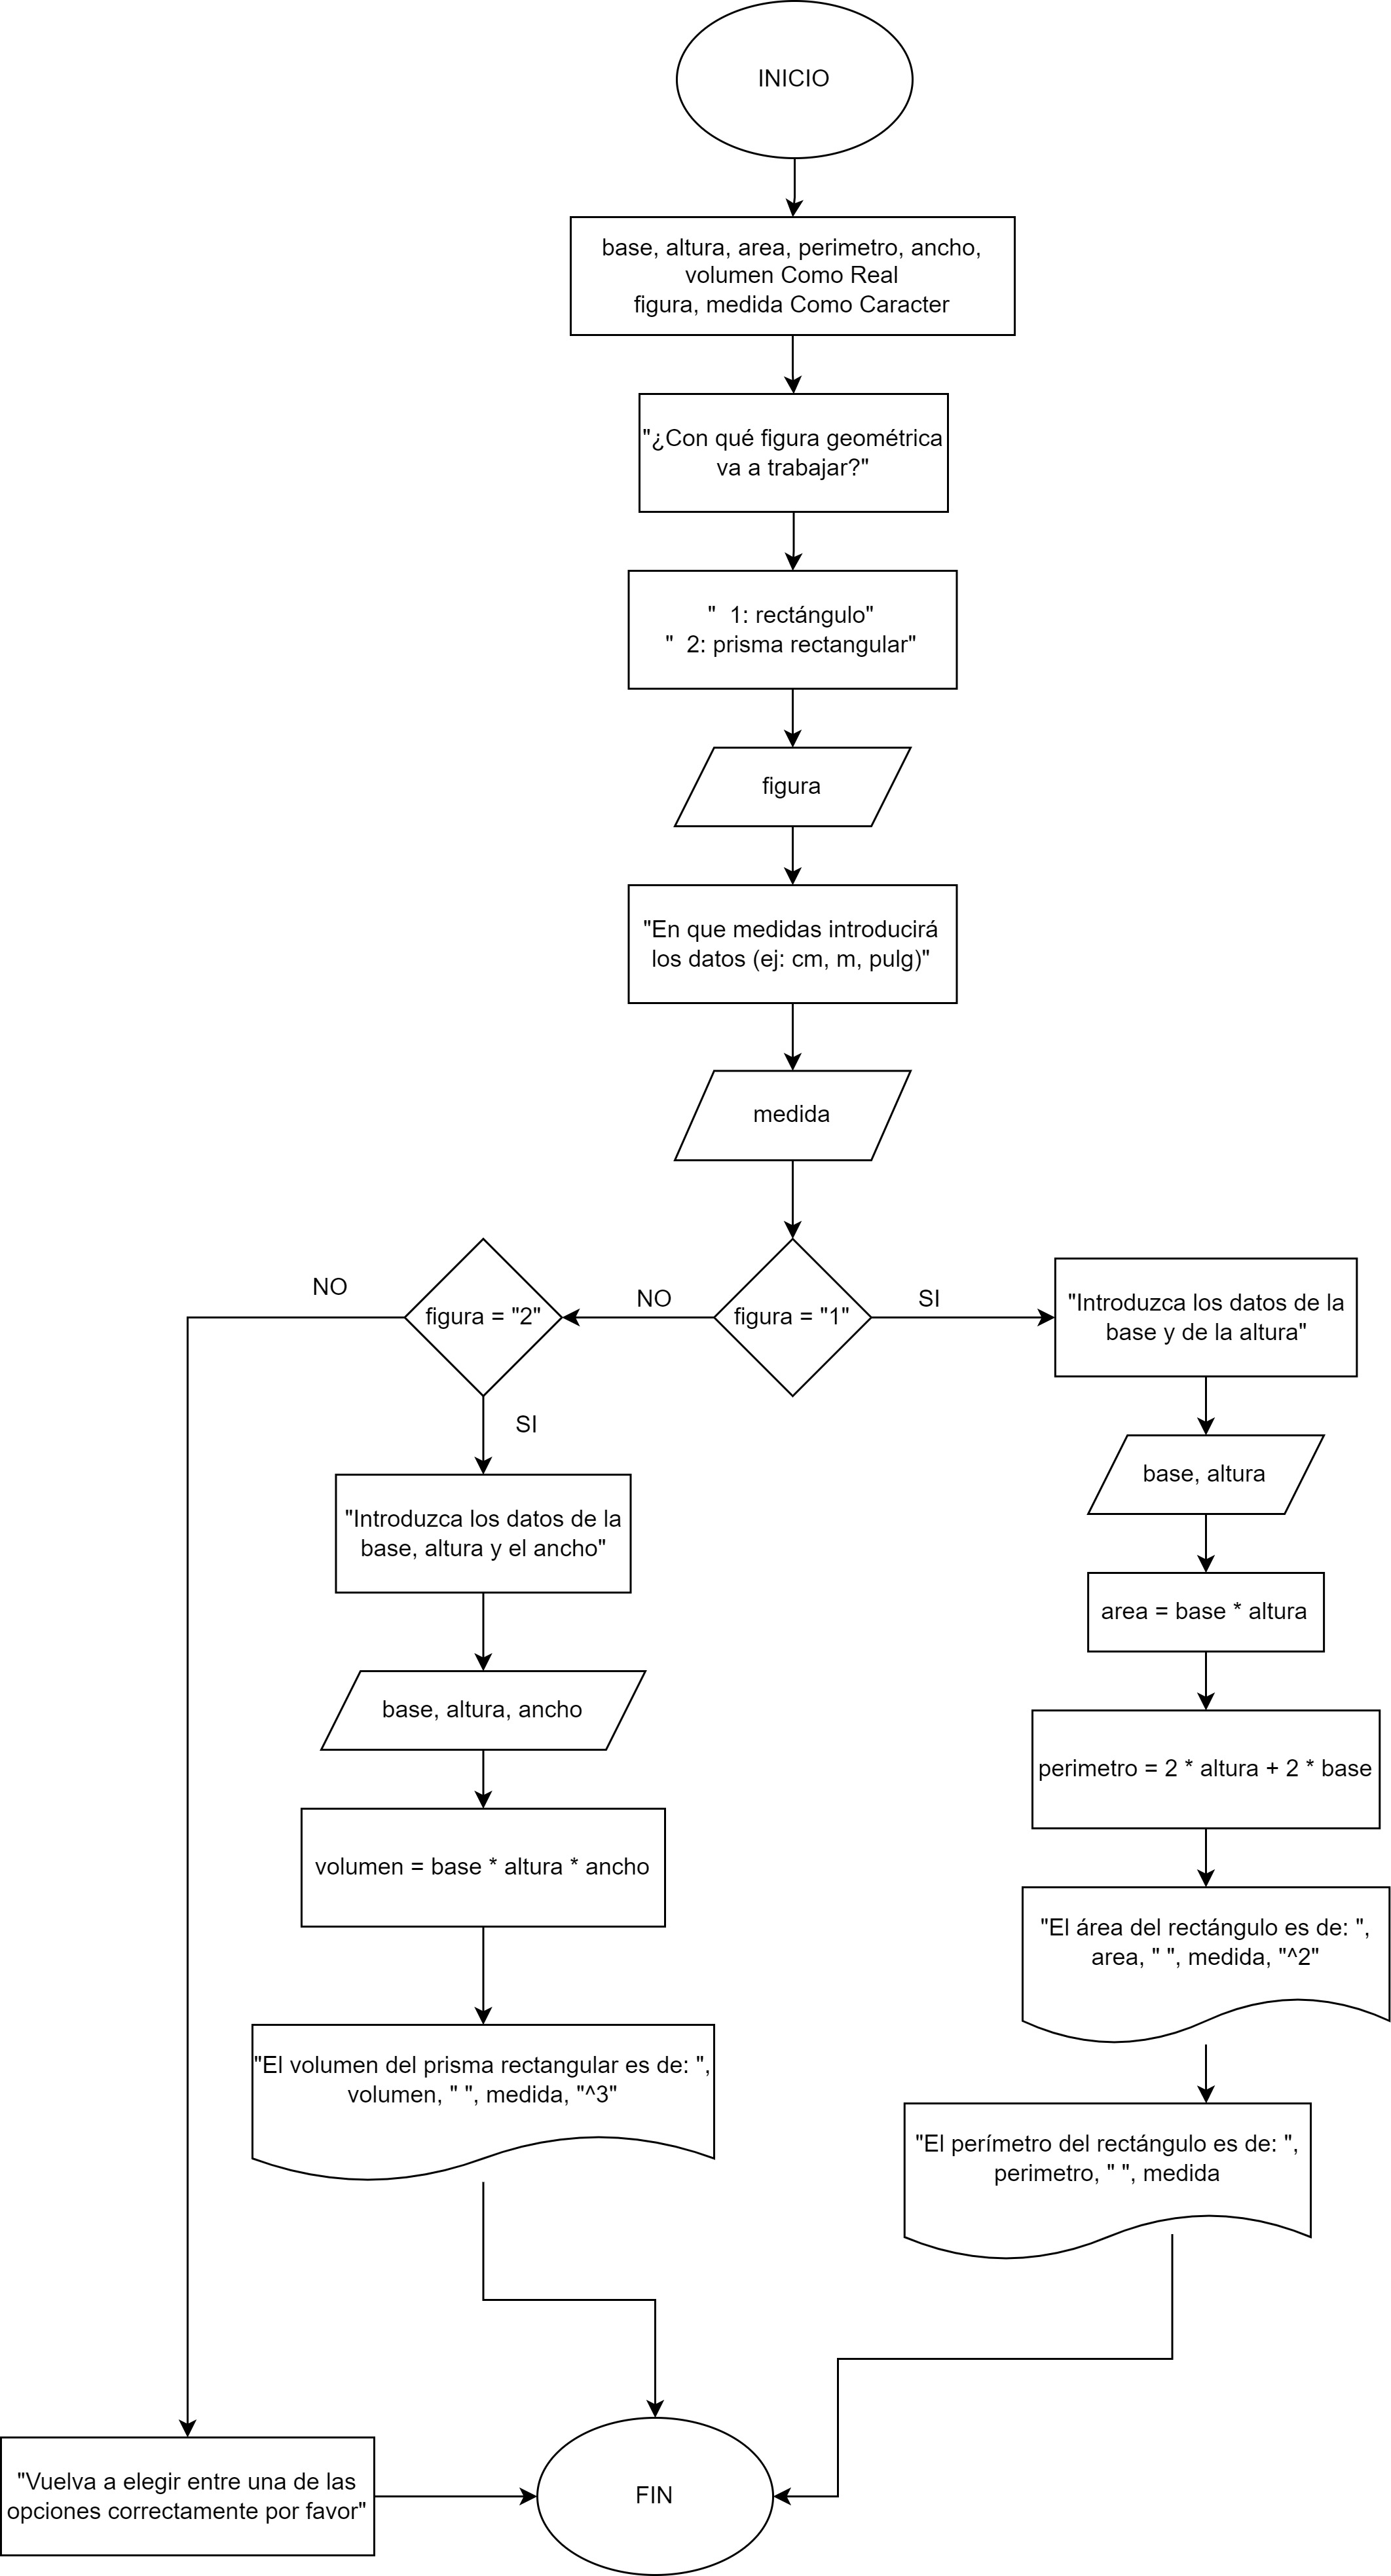 INICIO
base, altura, area, perimetro, ancho,
volumen Como Real
figura, medida Como Caracter
"¿Con qué figura geométrica
va a trabajar?"
"  1: rectángulo"
"  2: prisma rectangular"
figura
"En que medidas introducirá
los datos (ej: cm, m, pulg)"
medida
figura = "1"
SI
"Introduzca los datos de la
base y de la altura"
base, altura
area = base * altura
perimetro = 2 * altura + 2 * base
"El área del rectángulo es de: ",
area, " ", medida, "^2"
"El perímetro del rectángulo es de: ",
perimetro, " ", medida
NO
figura = "2"
SI
"Introduzca los datos de la
base, altura y el ancho"
base, altura, ancho
volumen = base * altura * ancho
"El volumen del prisma rectangular es de: ",
volumen, " ", medida, "^3"
NO
"Vuelva a elegir entre una de las
opciones correctamente por favor"
FIN